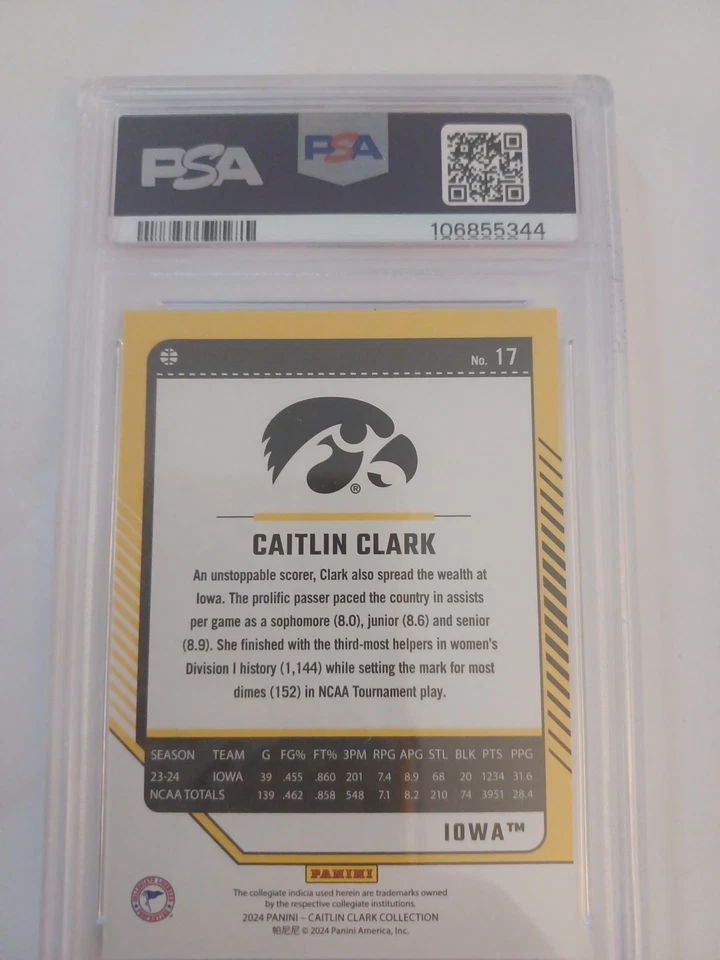 PSA PSA
106855344
No. 17
®
CAITLIN CLARK
An unstoppable scorer, Clark also spread the wealth at
Iowa. The prolific passer paced the country in assists
per game as a sophomore (8.0), junior (8.6) and senior
(8.9). She finished with the third-most helpers in women's
Division I history (1,144) while setting the mark for most
dimes (152) in NCAA Tournament play.
SEASON TEAM G FG% FT% 3PM RPG APG STL BLK PTS PPG
23-24 IOWA 39 .455 .860 201 7.4 8.9 68 20 1234 31.6
NCAA TOTALS 139 .462 .858 548 7.1 8.2 210 74 3951 28.4
IOWA™
PANINI
The collegiate indicia used herein are trademarks owned
by the respective collegiate institutions.
2024 PANINI – CAITLIN CLARK COLLECTION
帕尼尼 © 2024 Panini America, Inc.